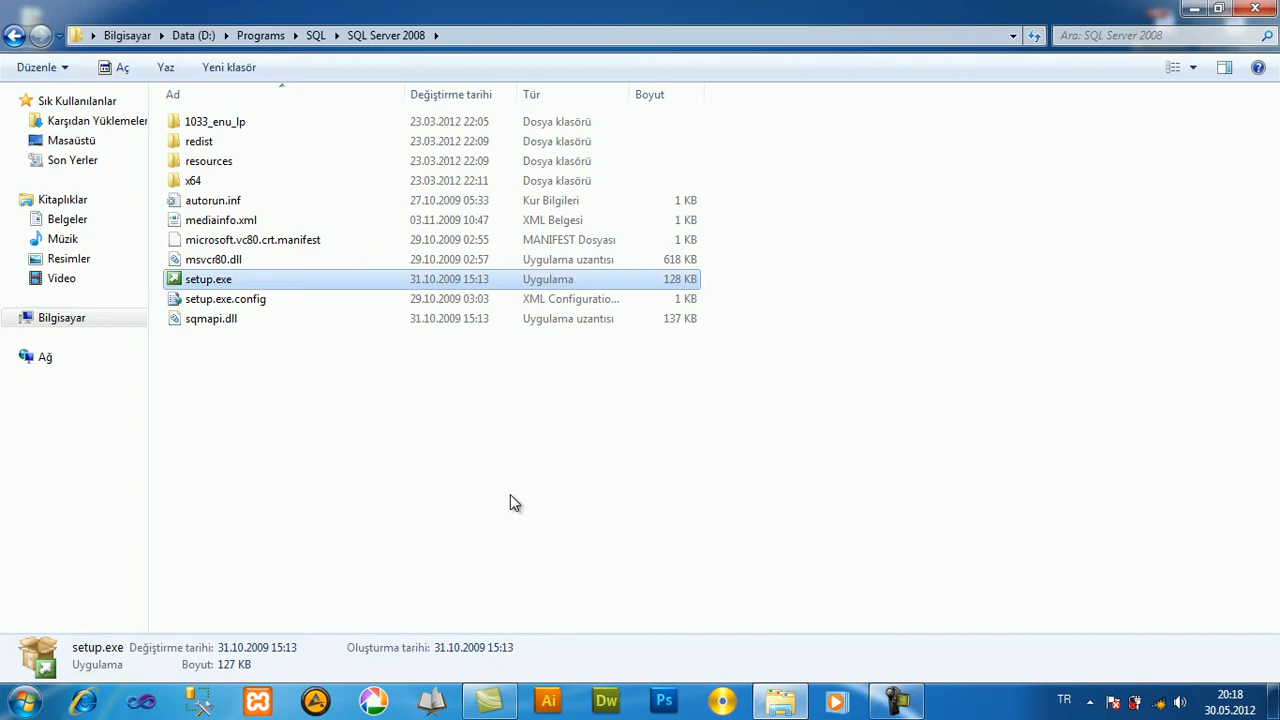 Bilgisayar Data (D:) Programs SQL SQL Server 2008 Ara: SQL Server 2008
Düzenle Aç Yaz Yeni klasör
Ad Değiştirme tarihi Tür Boyut
Sık Kullanılanlar
Karşıdan Yüklemeler
Masaüstü
Son Yerler
Kitaplıklar
Belgeler
Müzik
Resimler
Video
Bilgisayar
Ağ
1033_enu_lp 23.03.2012 22:05 Dosya klasörü
redist 23.03.2012 22:09 Dosya klasörü
resources 23.03.2012 22:09 Dosya klasörü
x64 23.03.2012 22:11 Dosya klasörü
autorun.inf 27.10.2009 05:33 Kur Bilgileri 1 KB
mediainfo.xml 03.11.2009 10:47 XML Belgesi 1 KB
microsoft.vc80.crt.manifest 29.10.2009 02:55 MANIFEST Dosyası 1 KB
msvcr80.dll 29.10.2009 02:57 Uygulama uzantısı 618 KB
setup.exe 31.10.2009 15:13 Uygulama 128 KB
setup.exe.config 29.10.2009 03:03 XML Configuratio... 1 KB
sqmapi.dll 31.10.2009 15:13 Uygulama uzantısı 137 KB
setup.exe Değiştirme tarihi: 31.10.2009 15:13 Oluşturma tarihi: 31.10.2009 15:13
Uygulama Boyut: 127 KB
Ai Dw Ps TR 20:18
30.05.2012